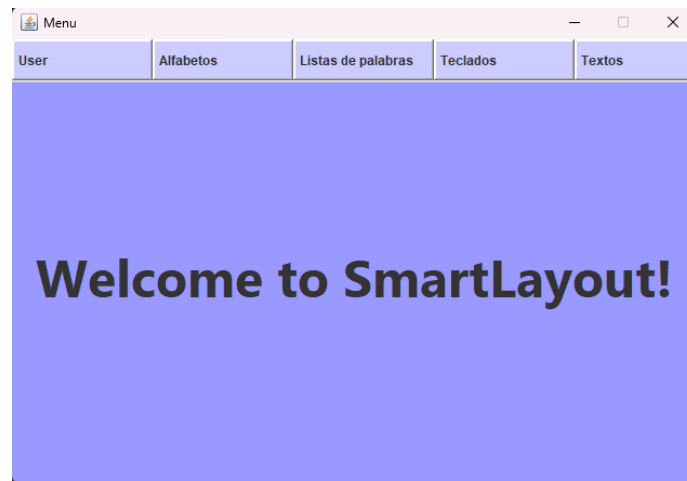 Menu
User Alfabetos Listas de palabras Teclados Textos
Welcome to SmartLayout!